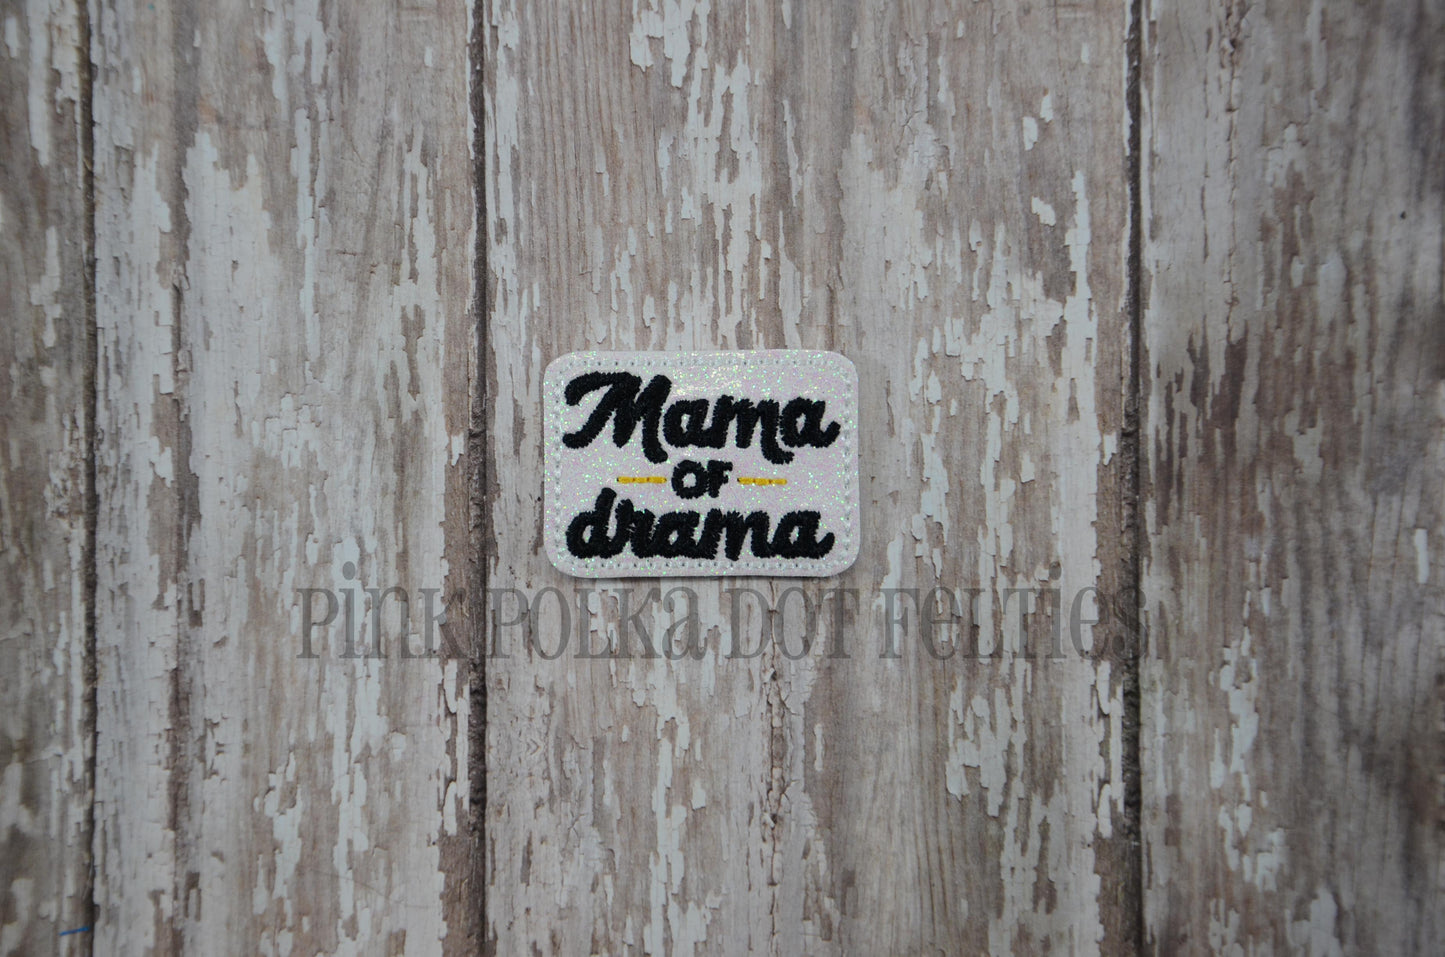 Mama
OF
drama
Pink Polka Dot Felties